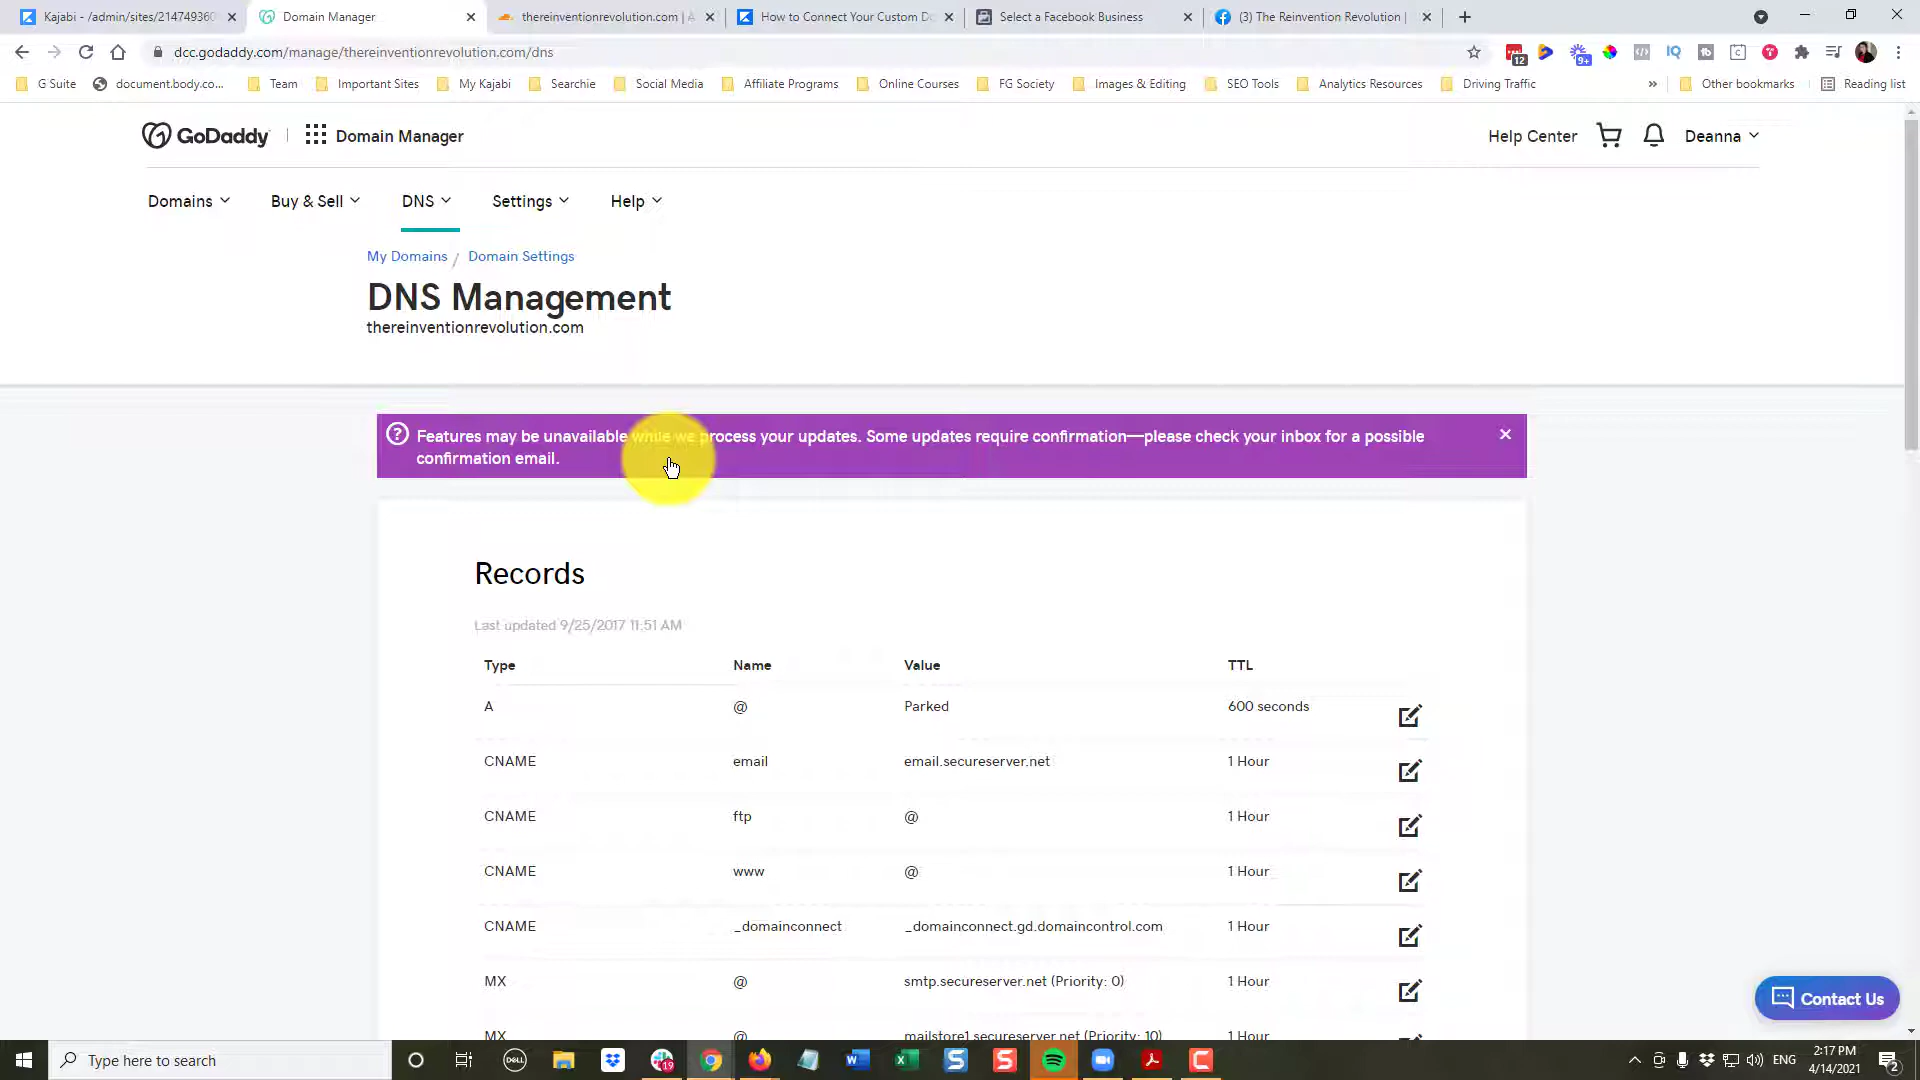 Kajabi - /admin/sites/214749360
Domain Manager
thereinventionrevolution.com | A
How to Connect Your Custom Do
Select a Facebook Business
(3) The Reinvention Revolution |
dcc.godaddy.com/manage/thereinventionrevolution.com/dns
12
9+
G Suite
document.body.co...
Team
Important Sites
My Kajabi
Searchie
Social Media
Affiliate Programs
Online Courses
FG Society
Images & Editing
SEO Tools
Analytics Resources
Driving Traffic
»
Other bookmarks
Reading list
GoDaddy
Domain Manager
Help Center
Deanna
Domains
Buy & Sell
DNS
Settings
Help
My Domains / Domain Settings
DNS Management
thereinventionrevolution.com
Features may be unavailable while we process your updates. Some updates require confirmation—please check your inbox for a possible
confirmation email.
Records
Last updated 9/25/2017 11:51 AM
Type Name Value TTL
A @ Parked 600 seconds
CNAME email email.secureserver.net 1 Hour
CNAME ftp @ 1 Hour
CNAME www @ 1 Hour
CNAME _domainconnect _domainconnect.gd.domaincontrol.com 1 Hour
MX @ smtp.secureserver.net (Priority: 0) 1 Hour
MX @ mailstore1.secureserver.net (Priority: 10) 1 Hour
Contact Us
Type here to search
DELL
19
ENG
2:17 PM
4/14/2021
2